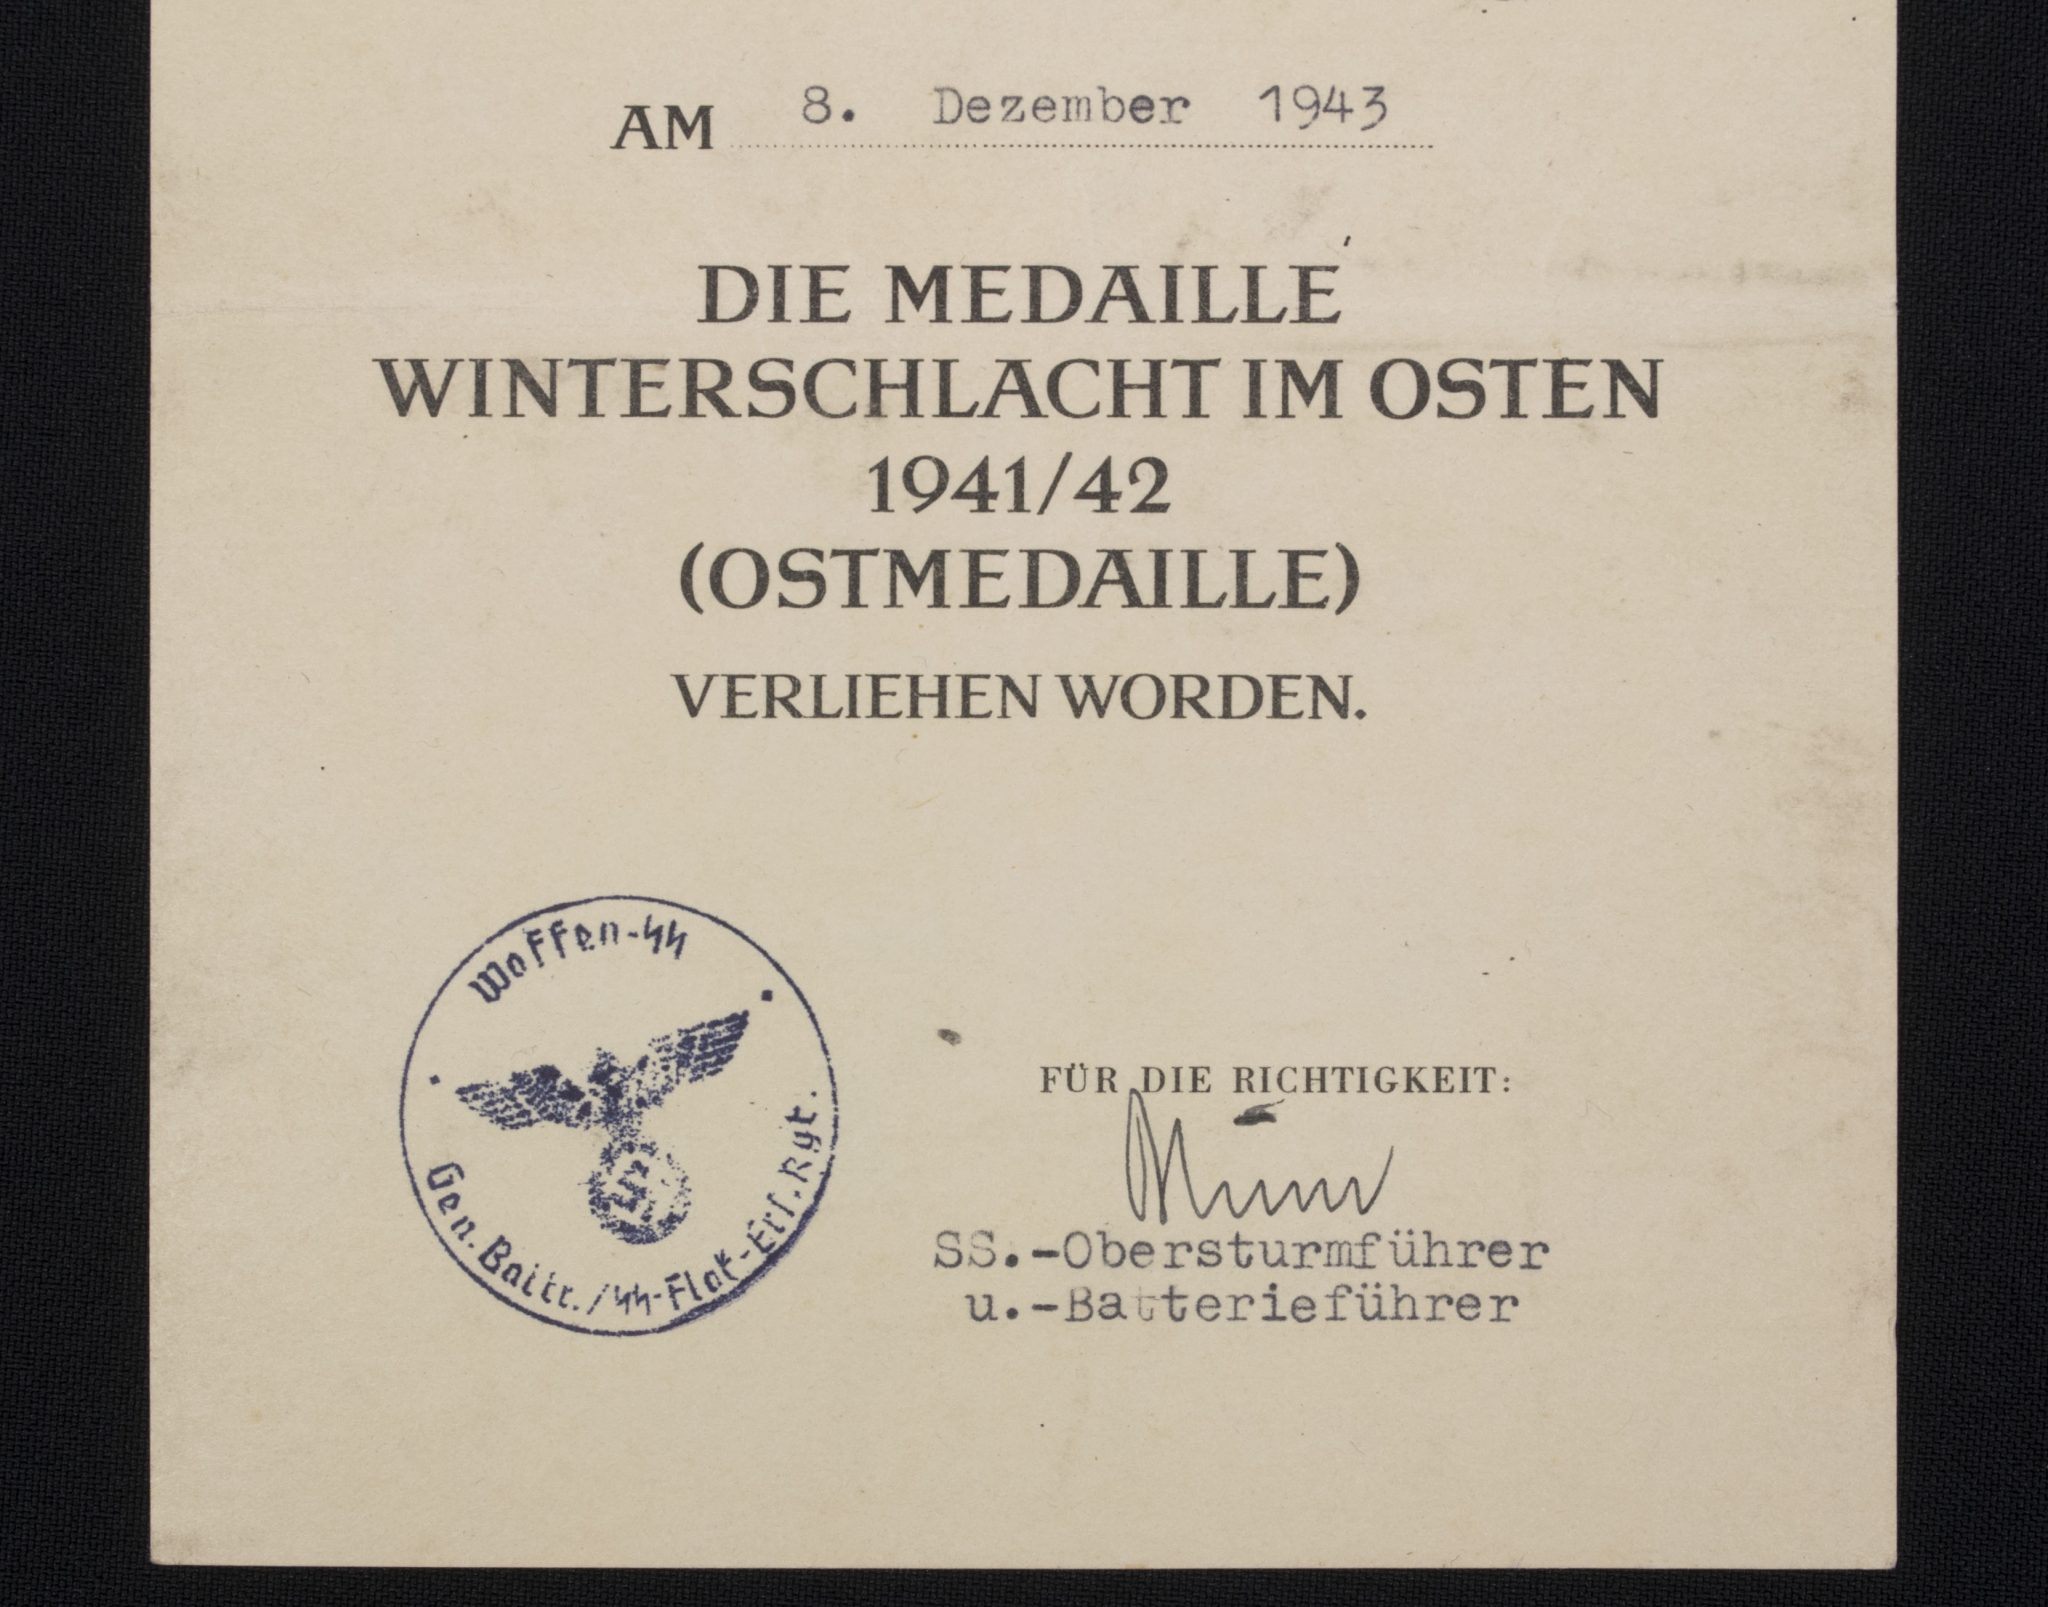 AM 8. Dezember 1943
DIE MEDAILLE
WINTERSCHLACHT IM OSTEN
1941/42
(OSTMEDAILLE)
VERLIEHEN WORDEN.
Waffen-ᛋᛋ
Gen.Battr./ᛋᛋ-Flak-Ers.Rgt.
FÜR DIE RICHTIGKEIT:
SS.-Obersturmführer
u.-Batterieführer